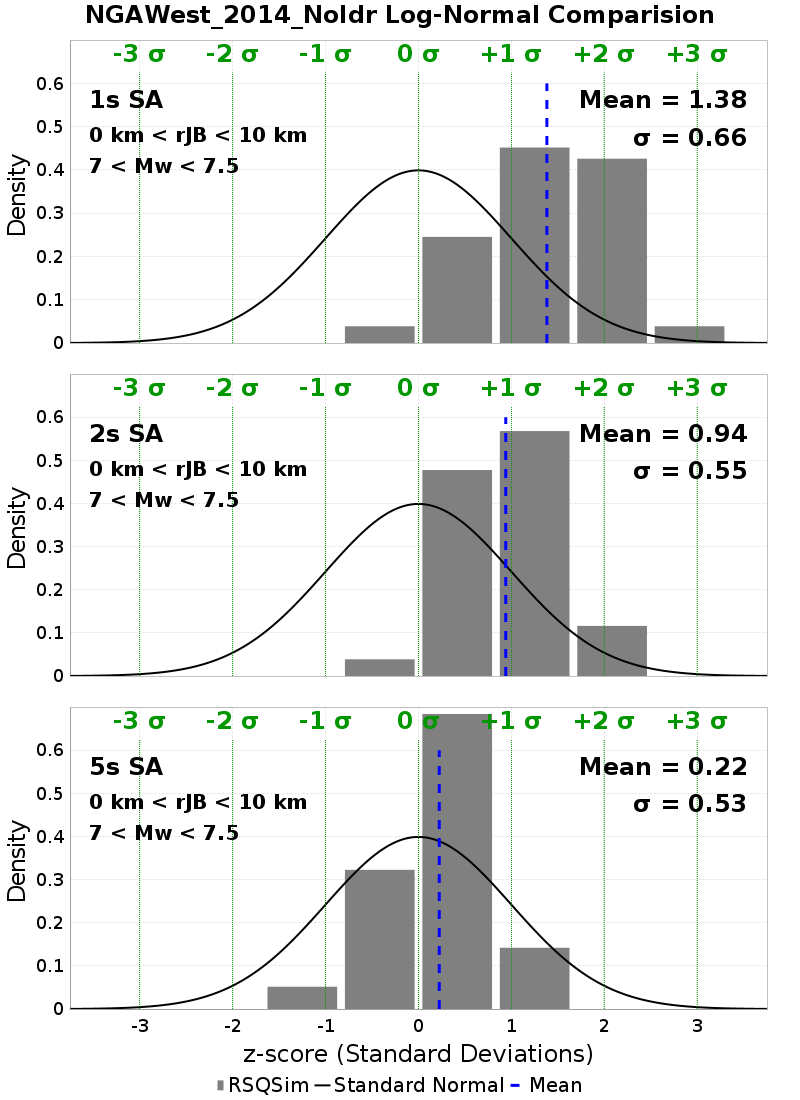 NGAWest_2014_NoIdr Log-Normal Comparision
-3 σ -2 σ -1 σ 0 σ +1 σ +2 σ +3 σ
1s SA
Mean = 1.38
0 km < rJB < 10 km
σ = 0.66
7 < Mw < 7.5
Density
0.6
0.5
0.4
0.3
0.2
0.1
0
-3 σ -2 σ -1 σ 0 σ +1 σ +2 σ +3 σ
2s SA
Mean = 0.94
0 km < rJB < 10 km
σ = 0.55
7 < Mw < 7.5
Density
0.6
0.5
0.4
0.3
0.2
0.1
0
-3 σ -2 σ -1 σ 0 σ +1 σ +2 σ +3 σ
5s SA
Mean = 0.22
0 km < rJB < 10 km
σ = 0.53
7 < Mw < 7.5
Density
0.6
0.5
0.4
0.3
0.2
0.1
0
-3 -2 -1 0 1 2 3
z-score (Standard Deviations)
RSQSim Standard Normal Mean